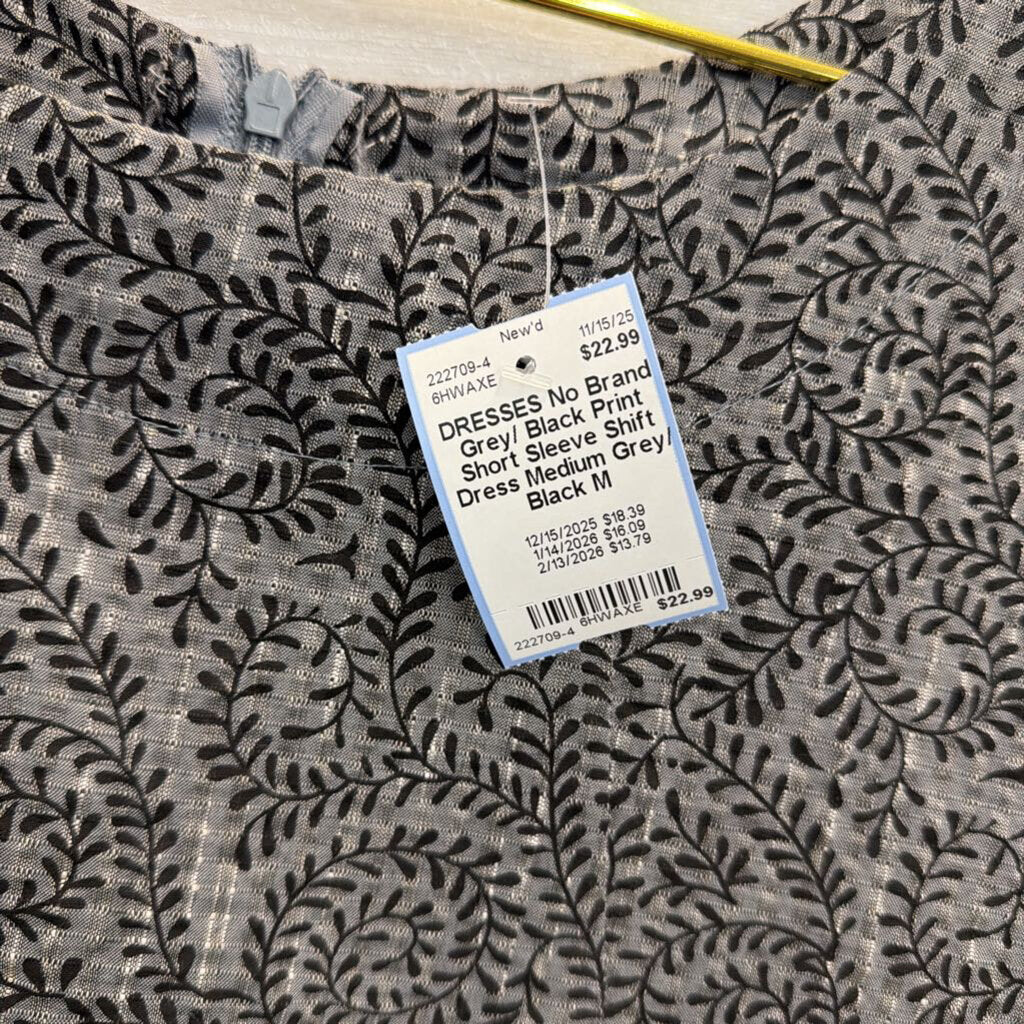 New'd
222709-4 11/15/25
6HWAXE $22.99
DRESSES No Brand
Grey/ Black Print
Short Sleeve Shift
Dress Medium Grey/
Black M
12/15/2025 $18.39
1/14/2026 $16.09
2/13/2026 $13.79
222709-4 6HWAXE $22.99